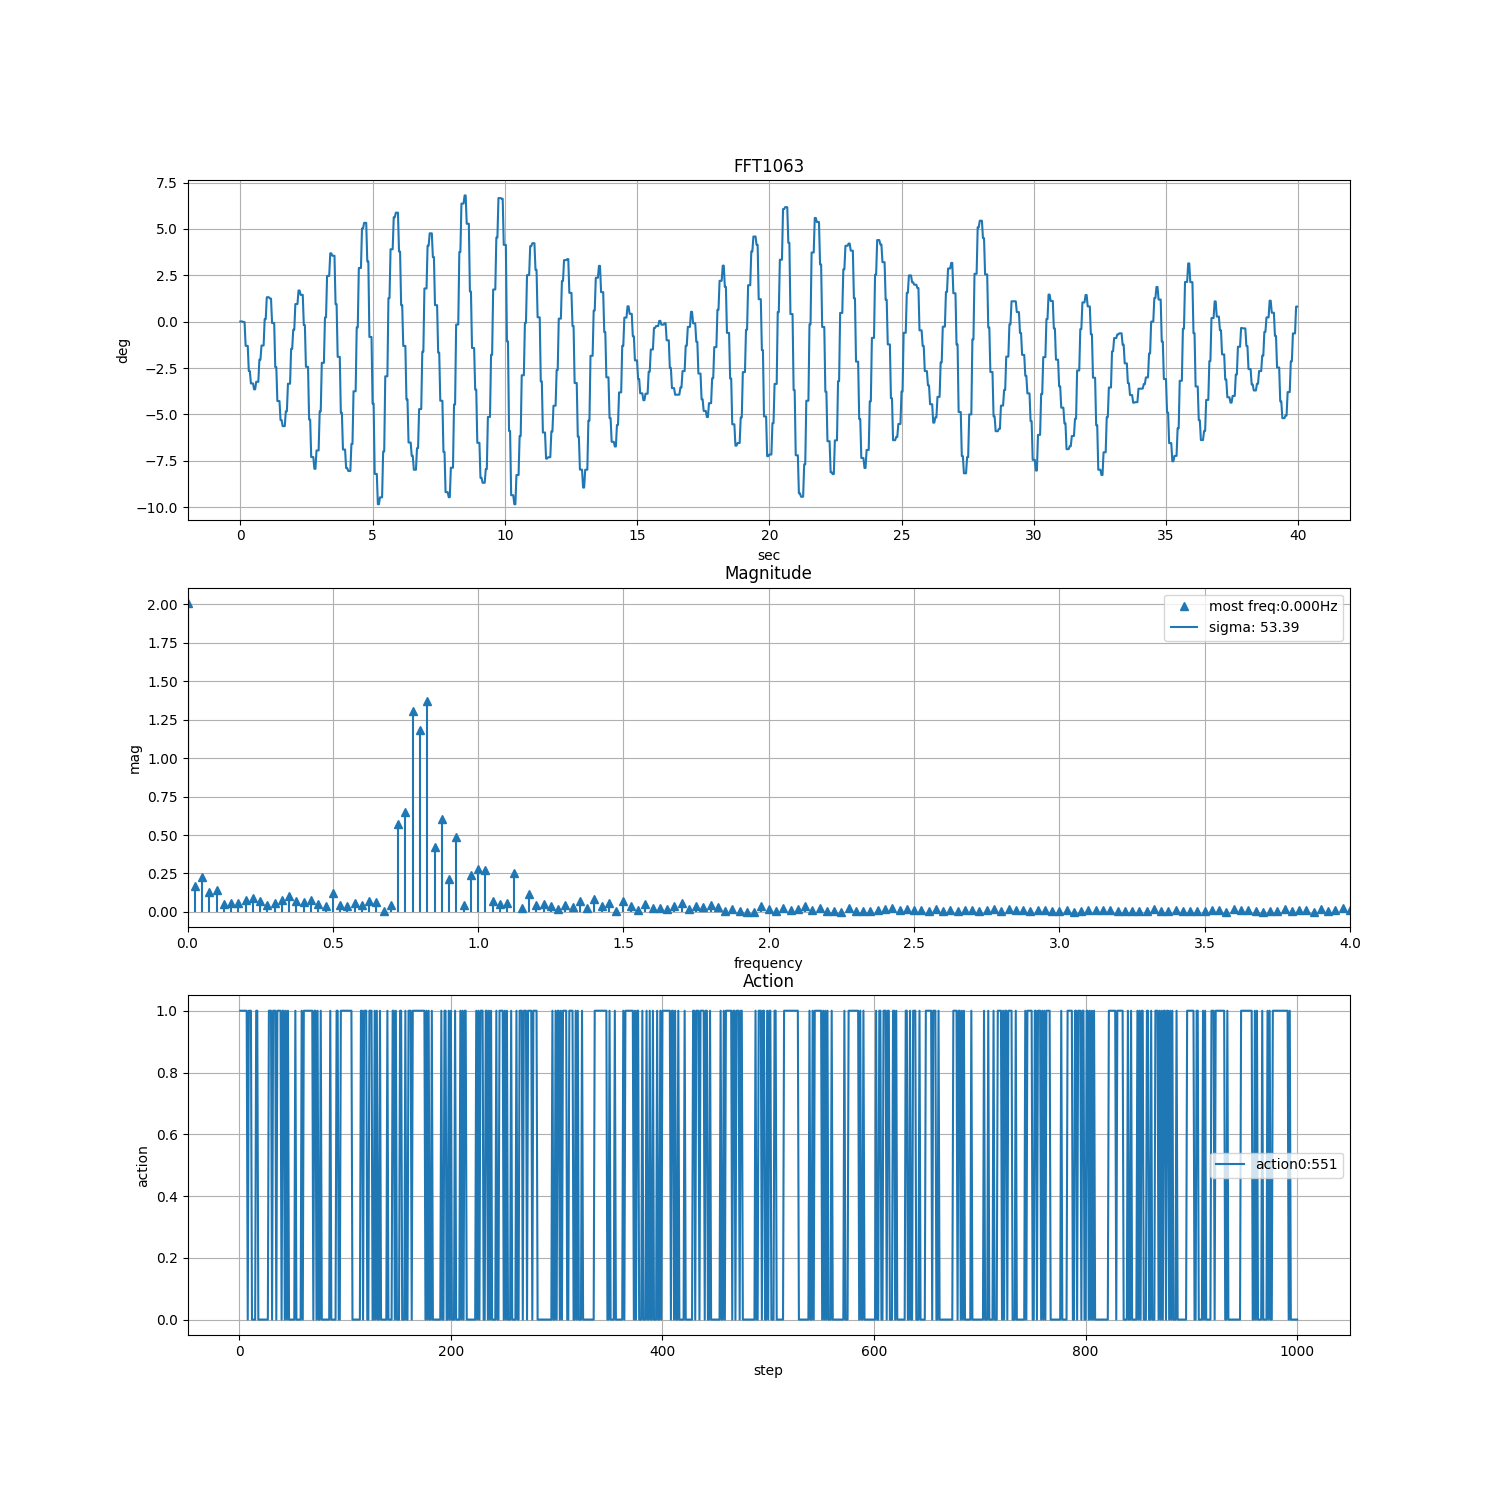 FFT1063
7.5
5.0
2.5
0.0
−2.5
−5.0
−7.5
−10.0
deg
0 5 10 15 20 25 30 35 40
sec
Magnitude
2.00
1.75
1.50
1.25
1.00
0.75
0.50
0.25
0.00
mag
most freq:0.000Hz
sigma: 53.39
0.0 0.5 1.0 1.5 2.0 2.5 3.0 3.5 4.0
frequency
Action
1.0
0.8
0.6
0.4
0.2
0.0
action
action0:551
0 200 400 600 800 1000
step